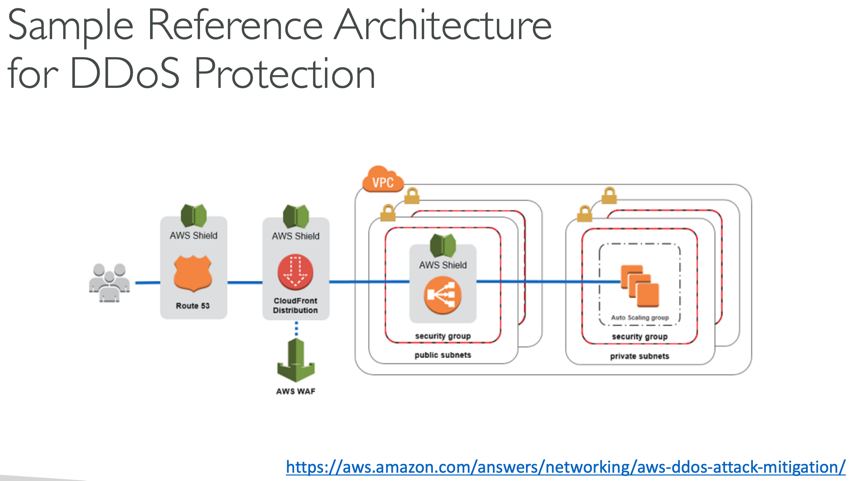 Sample Reference Architecture
for DDoS Protection
VPC
AWS Shield
Route 53
AWS Shield
CloudFront
Distribution
AWS WAF
AWS Shield
security group
public subnets
Auto Scaling group
security group
private subnets
https://aws.amazon.com/answers/networking/aws-ddos-attack-mitigation/